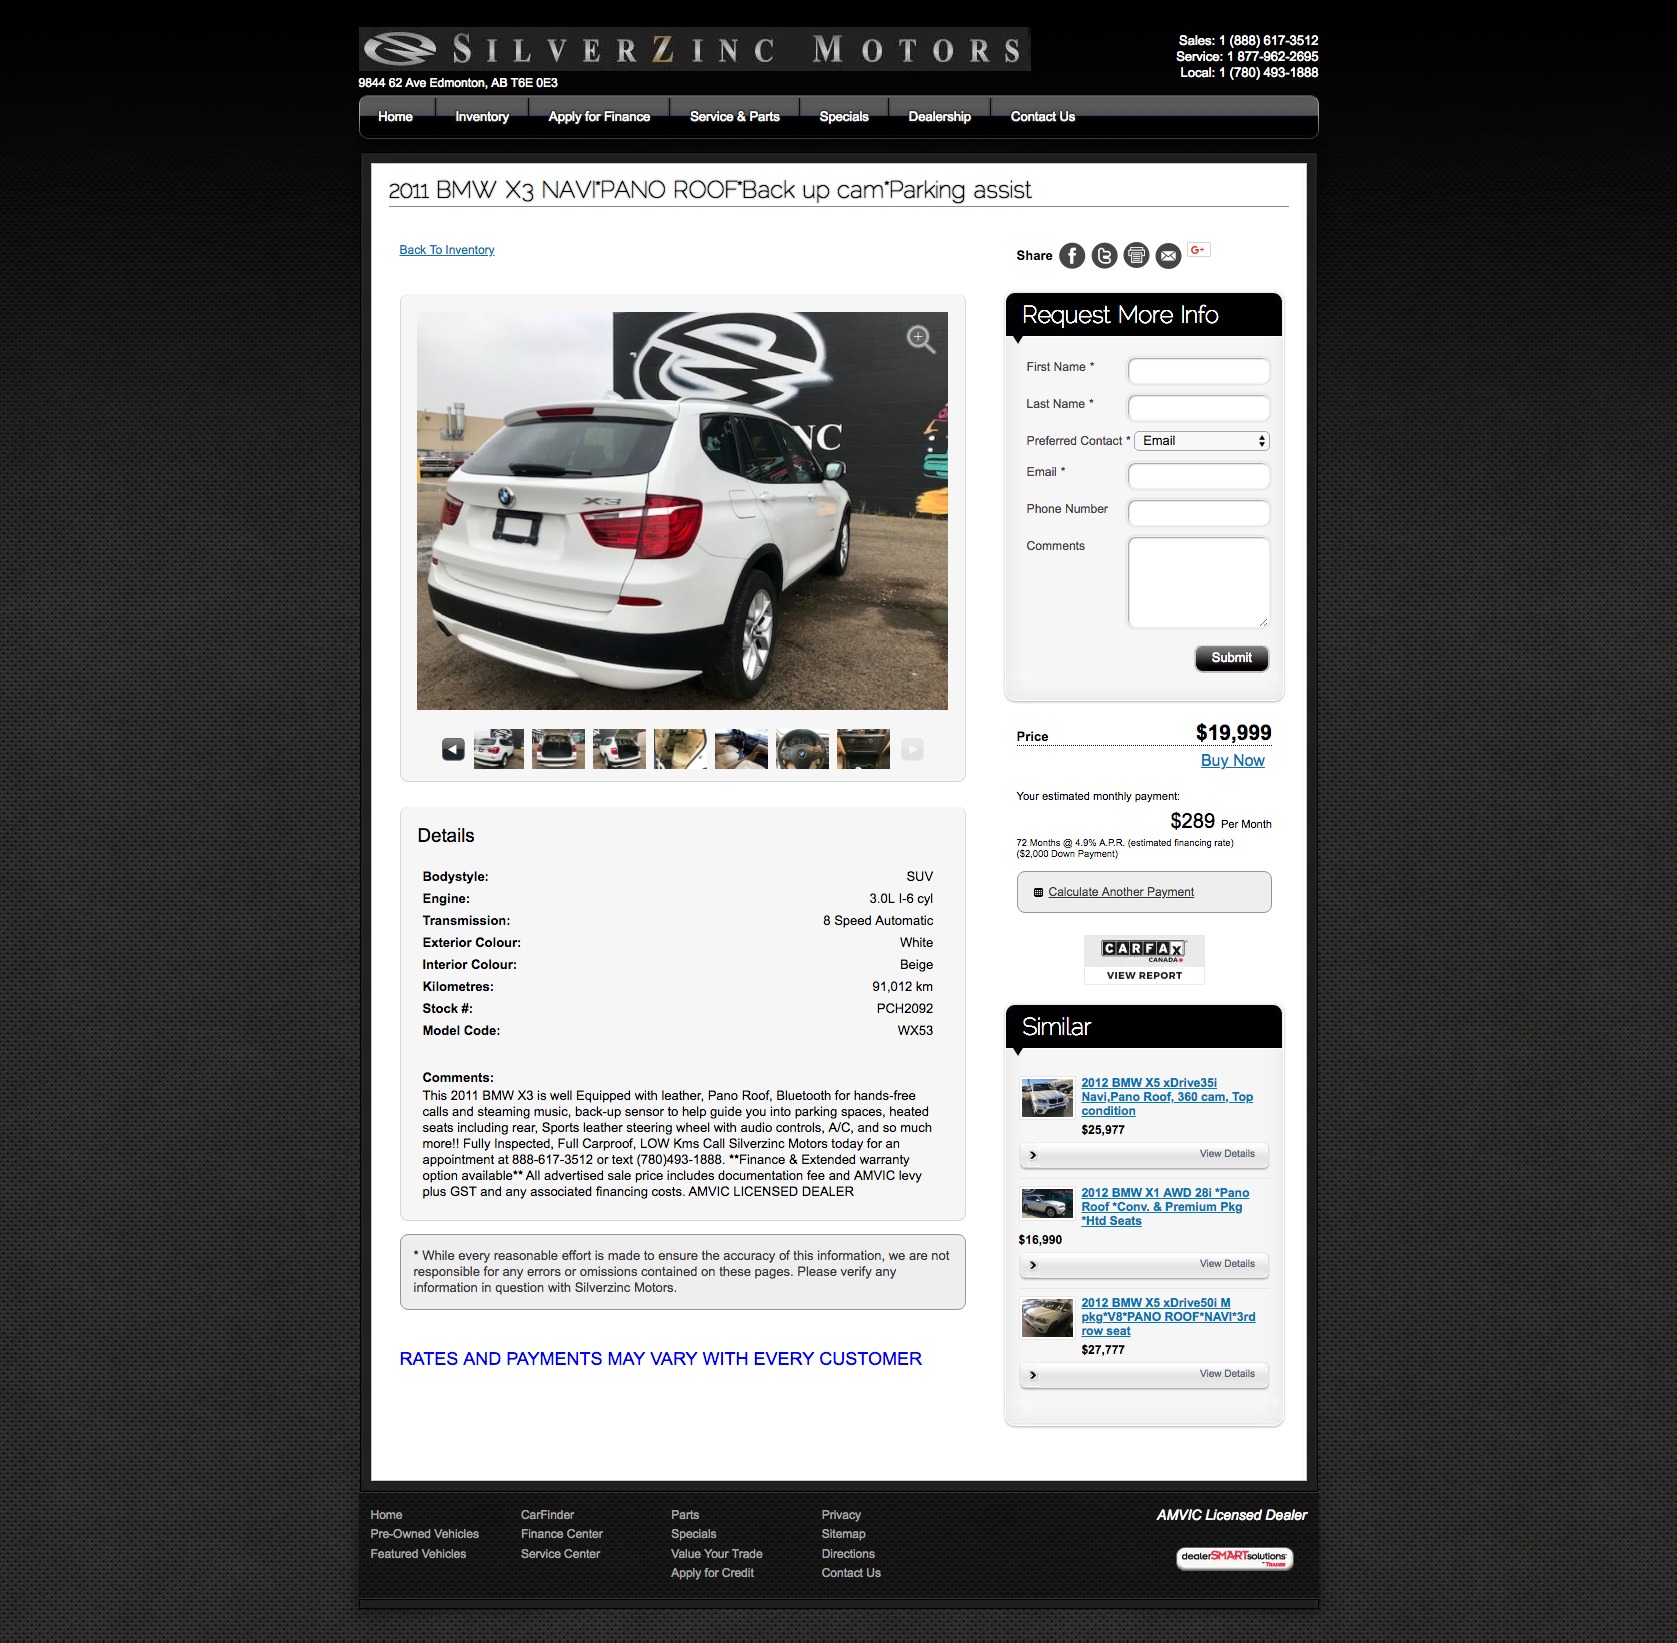 SILVERZINC MOTORS
Sales: 1 (888) 617-3512
Service: 1 877-962-2695
Local: 1 (780) 493-1888
9844 62 Ave Edmonton, AB T6E 0E3
Home Inventory Apply for Finance Service & Parts Specials Dealership Contact Us
2011 BMW X3 NAVI*PANO ROOF*Back up cam*Parking assist
Back To Inventory
Share
G+
NC
X3
Details
Bodystyle: SUV
Engine: 3.0L I-6 cyl
Transmission: 8 Speed Automatic
Exterior Colour: White
Interior Colour: Beige
Kilometres: 91,012 km
Stock #: PCH2092
Model Code: WX53
Comments:
This 2011 BMW X3 is well Equipped with leather, Pano Roof, Bluetooth for hands-free
calls and steaming music, back-up sensor to help guide you into parking spaces, heated
seats including rear, Sports leather steering wheel with audio controls, A/C, and so much
more!! Fully Inspected, Full Carproof, LOW Kms Call Silverzinc Motors today for an
appointment at 888-617-3512 or text (780)493-1888. **Finance & Extended warranty
option available** All advertised sale price includes documentation fee and AMVIC levy
plus GST and any associated financing costs. AMVIC LICENSED DEALER
* While every reasonable effort is made to ensure the accuracy of this information, we are not
responsible for any errors or omissions contained on these pages. Please verify any
information in question with Silverzinc Motors.
RATES AND PAYMENTS MAY VARY WITH EVERY CUSTOMER
Request More Info
First Name *
Last Name *
Preferred Contact * Email
Email *
Phone Number
Comments
Submit
Price $19,999
Buy Now
Your estimated monthly payment:
$289 Per Month
72 Months @ 4.9% A.P.R. (estimated financing rate)
($2,000 Down Payment)
Calculate Another Payment
CARFAX
CANADA
VIEW REPORT
Similar
2012 BMW X5 xDrive35i
Navi,Pano Roof, 360 cam, Top
condition
$25,977
View Details
2012 BMW X1 AWD 28i *Pano
Roof *Conv. & Premium Pkg
*Htd Seats
$16,990
View Details
2012 BMW X5 xDrive50i M
pkg*V8*PANO ROOF*NAVI*3rd
row seat
$27,777
View Details
Home CarFinder Parts Privacy
Pre-Owned Vehicles Finance Center Specials Sitemap
Featured Vehicles Service Center Value Your Trade Directions
Apply for Credit Contact Us
AMVIC Licensed Dealer
dealerSMARTsolutions
TRADER